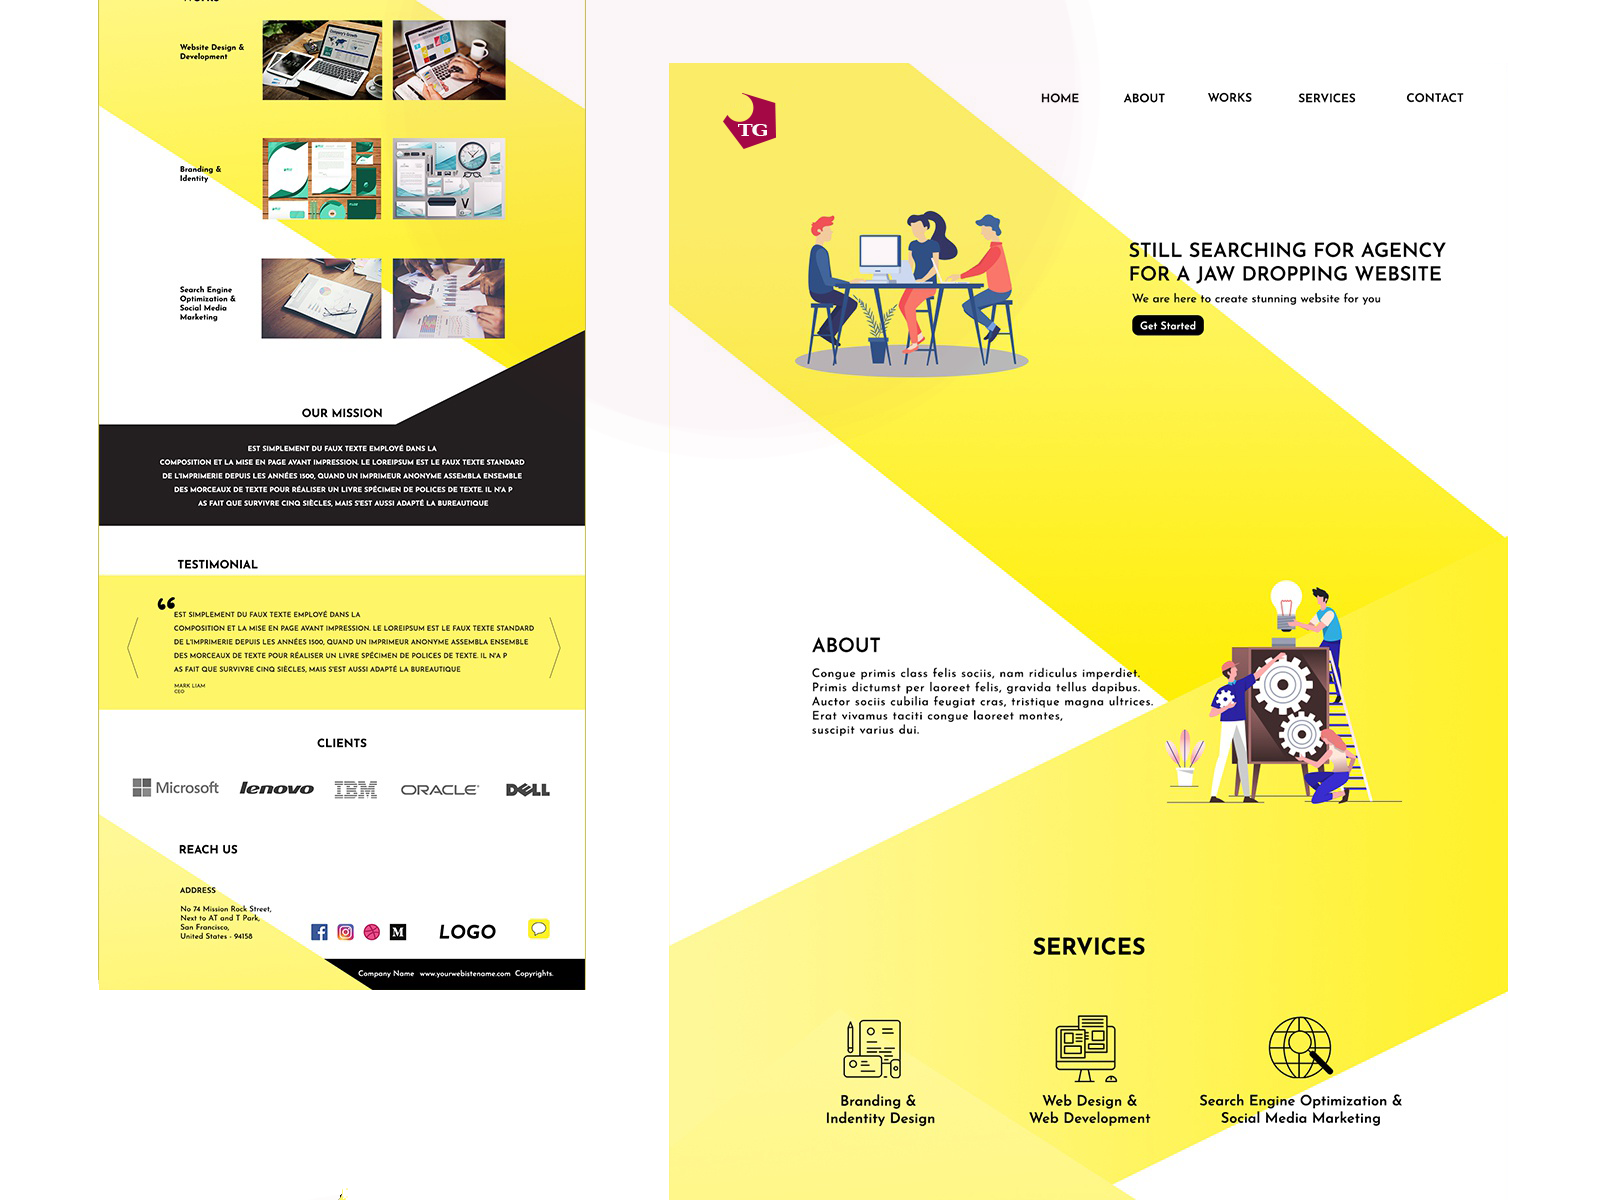 WORKS
Website Design &
Development
Branding &
Identity
Search Engine
Optimization &
Social Media
Marketing
OUR MISSION
EST SIMPLEMENT DU FAUX TEXTE EMPLOYÉ DANS LA
COMPOSITION ET LA MISE EN PAGE AVANT IMPRESSION. LE LOREIPSUM EST LE FAUX TEXTE STANDARD
DE L'IMPRIMERIE DEPUIS LES ANNÉES 1500, QUAND UN IMPRIMEUR ANONYME ASSEMBLA ENSEMBLE
DES MORCEAUX DE TEXTE POUR RÉALISER UN LIVRE SPÉCIMEN DE POLICES DE TEXTE. IL N'A P
AS FAIT QUE SURVIVRE CINQ SIÈCLES, MAIS S'EST AUSSI ADAPTÉ LA BUREAUTIQUE
TESTIMONIAL
“
EST SIMPLEMENT DU FAUX TEXTE EMPLOYÉ DANS LA
COMPOSITION ET LA MISE EN PAGE AVANT IMPRESSION. LE LOREIPSUM EST LE FAUX TEXTE STANDARD
DE L'IMPRIMERIE DEPUIS LES ANNÉES 1500, QUAND UN IMPRIMEUR ANONYME ASSEMBLA ENSEMBLE
DES MORCEAUX DE TEXTE POUR RÉALISER UN LIVRE SPÉCIMEN DE POLICES DE TEXTE. IL N'A P
AS FAIT QUE SURVIVRE CINQ SIÈCLES, MAIS S'EST AUSSI ADAPTÉ LA BUREAUTIQUE
MARK LIAM
CEO
CLIENTS
Microsoft lenovo IBM ORACLE DELL
REACH US
ADDRESS
No 74 Mission Rock Street,
Next to AT and T Park,
San Francisco,
United States - 94158
M LOGO
Company Name www.yourwebistename.com Copyrights.
TG
HOME ABOUT WORKS SERVICES CONTACT
STILL SEARCHING FOR AGENCY
FOR A JAW DROPPING WEBSITE
We are here to create stunning website for you
Get Started
ABOUT
Congue primis class felis sociis, nam ridiculus imperdiet.
Primis dictumst per laoreet felis, gravida tellus dapibus.
Auctor sociis cubilia feugiat cras, tristique magna ultrices.
Erat vivamus taciti congue laoreet montes,
suscipit varius dui.
SERVICES
Branding &
Indentity Design
Web Design &
Web Development
Search Engine Optimization &
Social Media Marketing